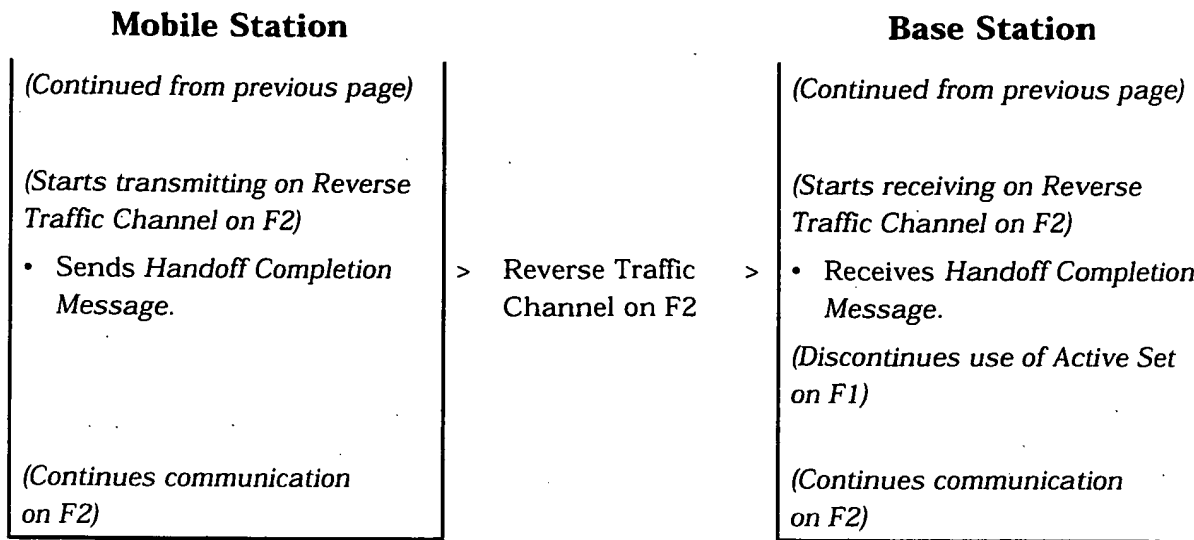 Mobile Station
Base Station
(Continued from previous page)
(Continued from previous page)
(Starts transmitting on Reverse
Traffic Channel on F2)
(Starts receiving on Reverse
Traffic Channel on F2)
• Sends Handoff Completion
Message.
> Reverse Traffic >
Channel on F2
• Receives Handoff Completion
Message.
(Discontinues use of Active Set
on F1)
(Continues communication
on F2)
(Continues communication
on F2)